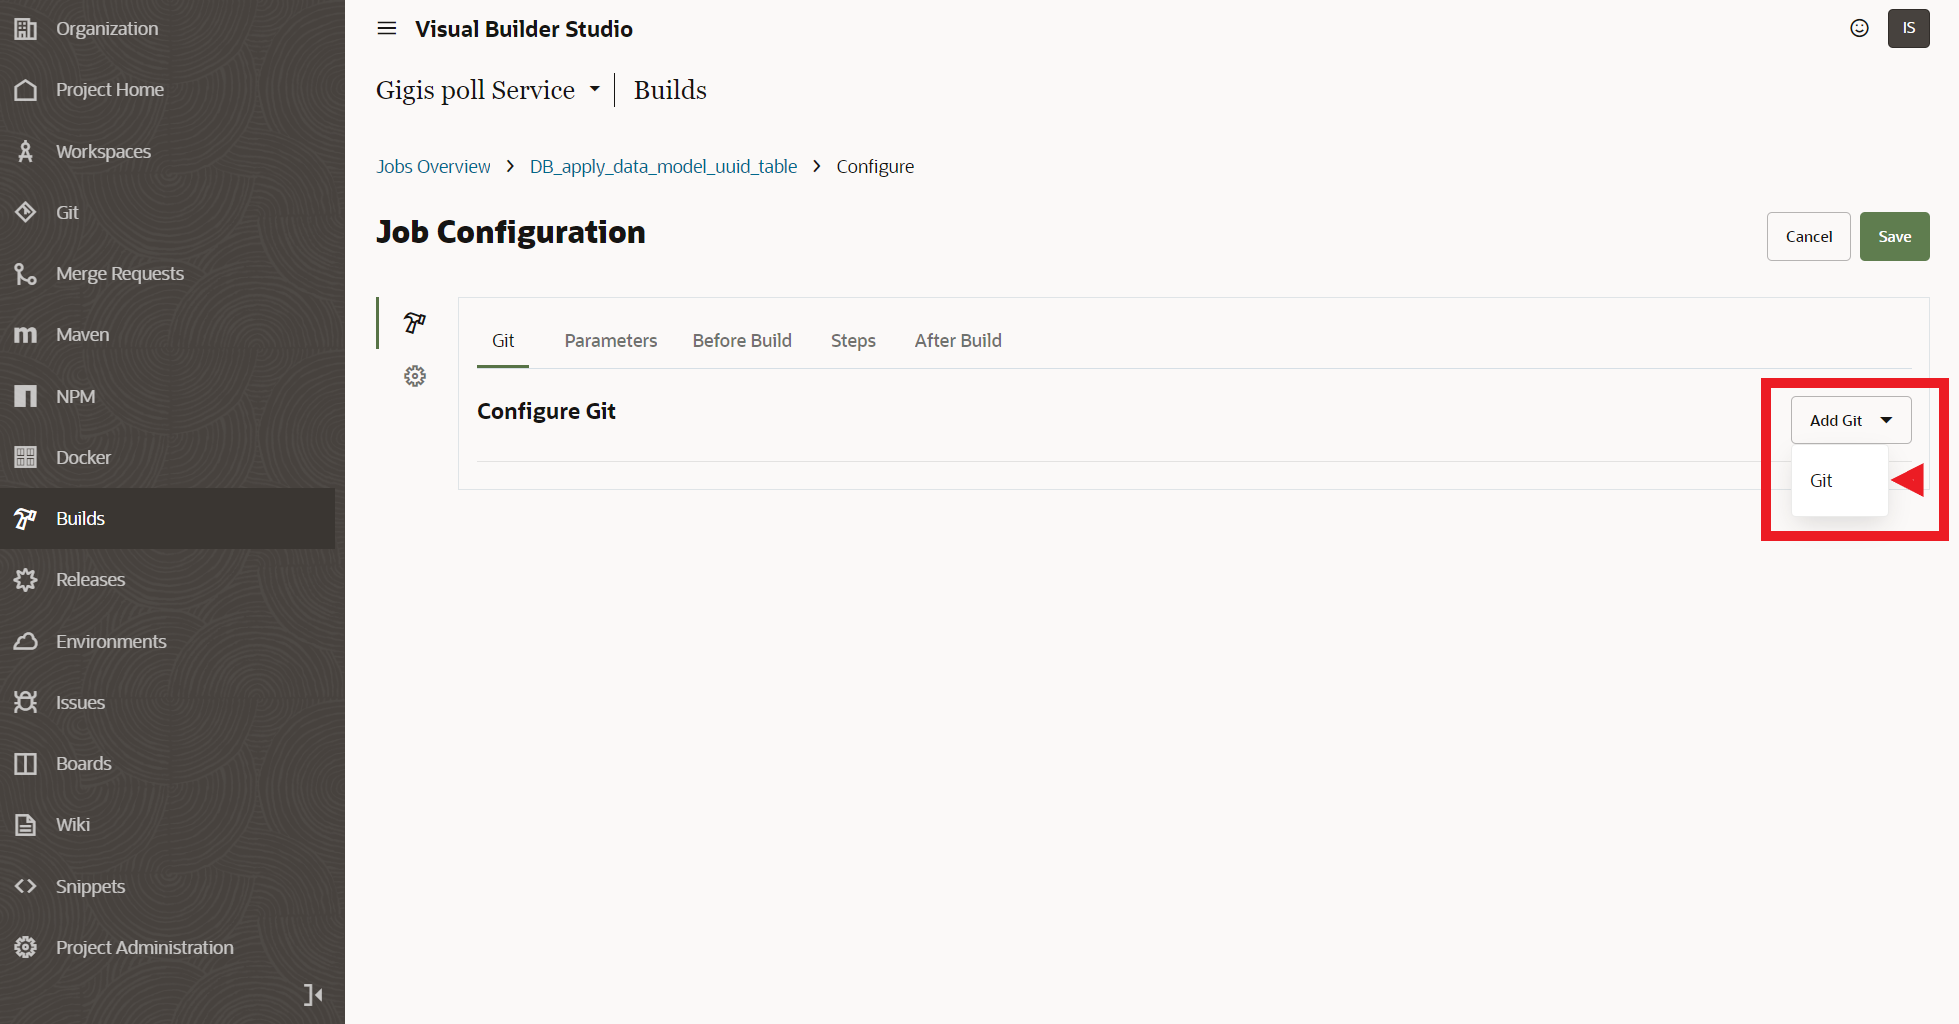 Organization
Project Home
Workspaces
Git
Merge Requests
Maven
NPM
Docker
Builds
Releases
Environments
Issues
Boards
Wiki
Snippets
Project Administration
Visual Builder Studio
IS
Gigis poll Service
Builds
Jobs Overview > DB_apply_data_model_uuid_table > Configure
Job Configuration
Cancel
Save
Git
Parameters
Before Build
Steps
After Build
Configure Git
Add Git
Git